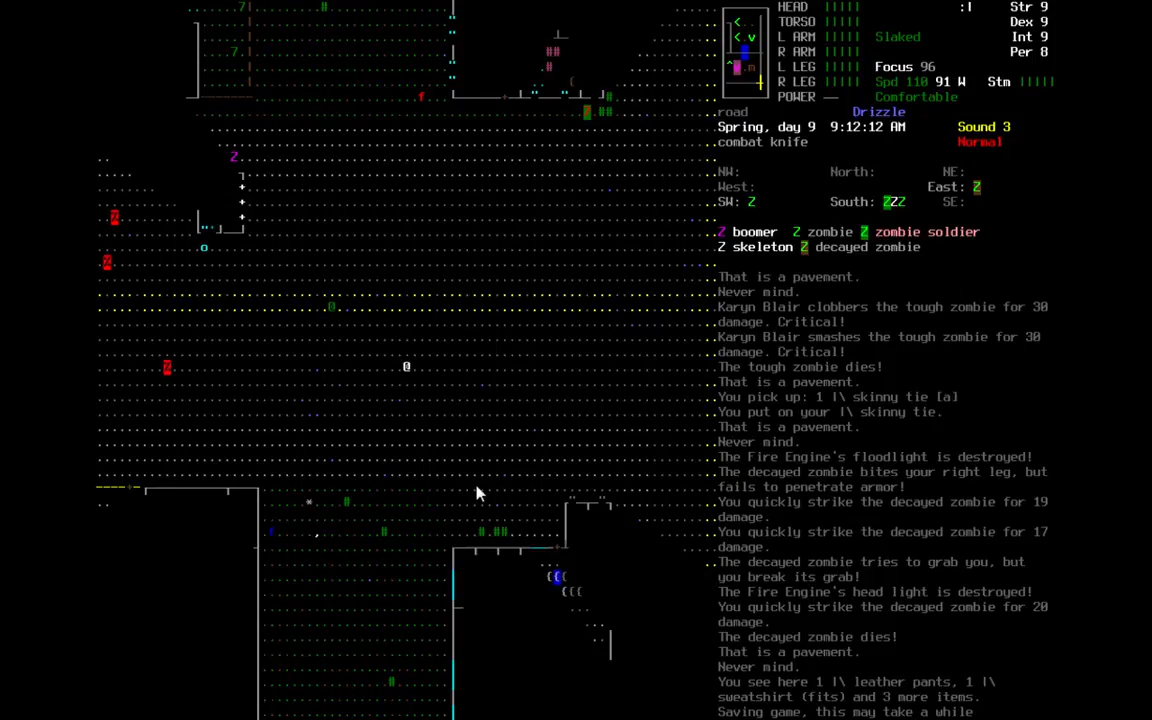 HEAD ||||| :| Str 9
TORSO ||||| Dex 9
L ARM ||||| Slaked Int 9
R ARM ||||| Per 8
L LEG ||||| Focus 96
R LEG ||||| Spd 110 91 W Stm |||||
POWER — Comfortable
road Drizzle
Spring, day 9 9:12:12 AM Sound 3
combat knife Normal
NW: North: NE:
West: East: Z
SW: Z South: ZZZ SE:
Z boomer Z zombie Z zombie soldier
Z skeleton Z decayed zombie
That is a pavement.
Never mind.
Karyn Blair clobbers the tough zombie for 30
damage. Critical!
Karyn Blair smashes the tough zombie for 30
damage. Critical!
The tough zombie dies!
That is a pavement.
You pick up: 1 |\ skinny tie [a]
You put on your |\ skinny tie.
That is a pavement.
Never mind.
The Fire Engine's floodlight is destroyed!
The decayed zombie bites your right leg, but
fails to penetrate armor!
You quickly strike the decayed zombie for 19
damage.
You quickly strike the decayed zombie for 17
damage.
The decayed zombie tries to grab you, but
you break its grab!
The Fire Engine's head light is destroyed!
You quickly strike the decayed zombie for 20
damage.
The decayed zombie dies!
That is a pavement.
Never mind.
You see here 1 |\ leather pants, 1 |\
sweatshirt (fits) and 3 more items.
Saving game, this may take a while